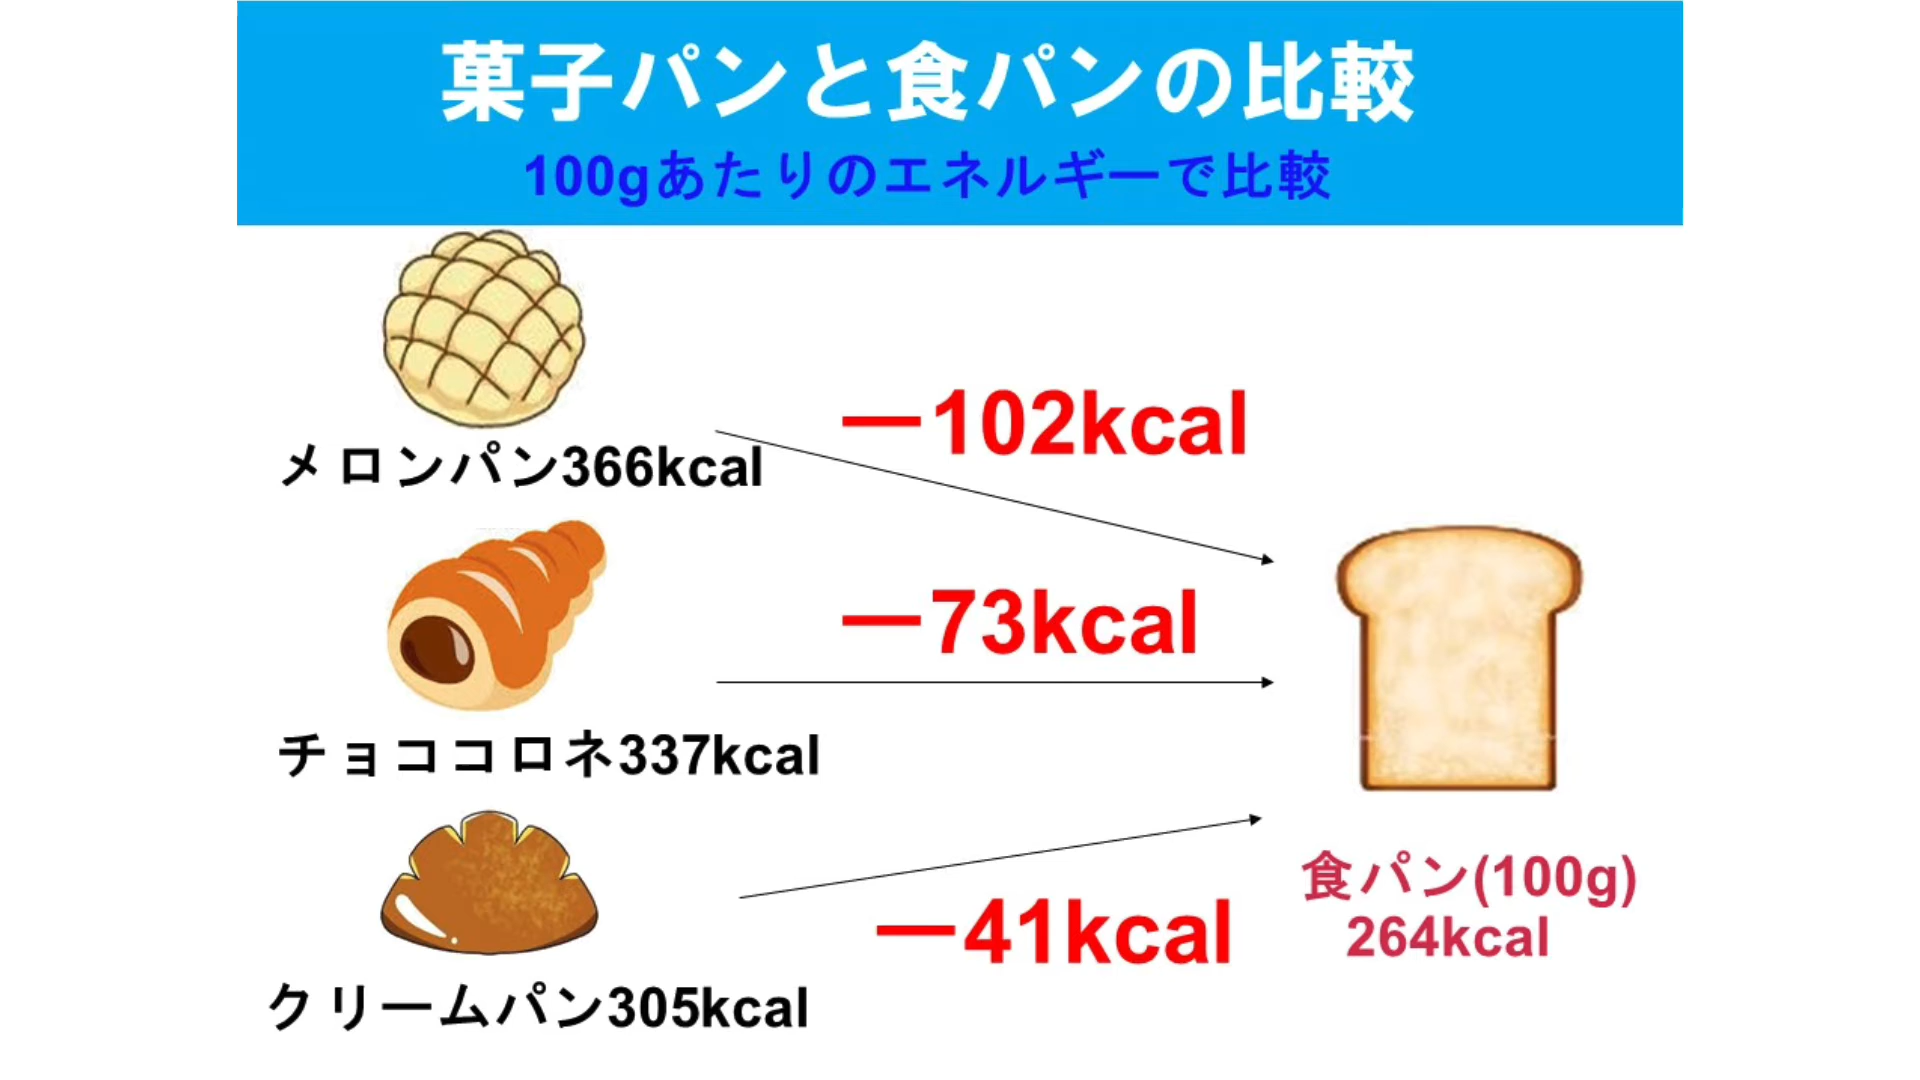 菓子パンと食パンの比較
100gあたりのエネルギーで比較
メロンパン366kcal
ー102kcal
チョココロネ337kcal
ー73kcal
クリームパン305kcal
ー41kcal
食パン(100g)
264kcal